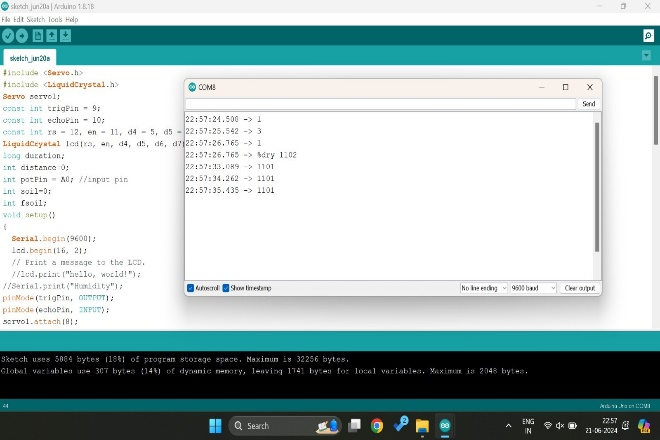 sketch_jun20a | Arduino 1.8.18
File Edit Sketch Tools Help
sketch_jun20a
#include <Servo.h>
#include <LiquidCrystal.h>
Servo servo1;
const int trigPin = 9;
const int echoPin = 10;
const int rs = 12, en = 11, d4 = 5, d5 =
LiquidCrystal lcd(rs, en, d4, d5, d6, d7)
long duration;
int distance=0;
int potPin = A0; //input pin
int soil=0;
int fsoil;
void setup()
{
Serial.begin(9600);
lcd.begin(16, 2);
// Print a message to the LCD.
//lcd.print("hello, world!");
//Serial.print("Humidity");
pinMode(trigPin, OUTPUT);
pinMode(echoPin, INPUT);
servo1.attach(8);
COM8
Send
22:57:24.508 -> 1
22:57:25.542 -> 3
22:57:26.765 -> 1
22:57:26.765 -> %dry 1102
22:57:33.089 -> 1101
22:57:34.262 -> 1101
22:57:35.435 -> 1101
Autoscroll Show timestamp No line ending 9600 baud Clear output
Sketch uses 5884 bytes (18%) of program storage space. Maximum is 32256 bytes.
Global variables use 307 bytes (14%) of dynamic memory, leaving 1741 bytes for local variables. Maximum is 2048 bytes.
44
Arduino Uno on COM8
Search
2
ENG
IN
22:57
21-06-2024